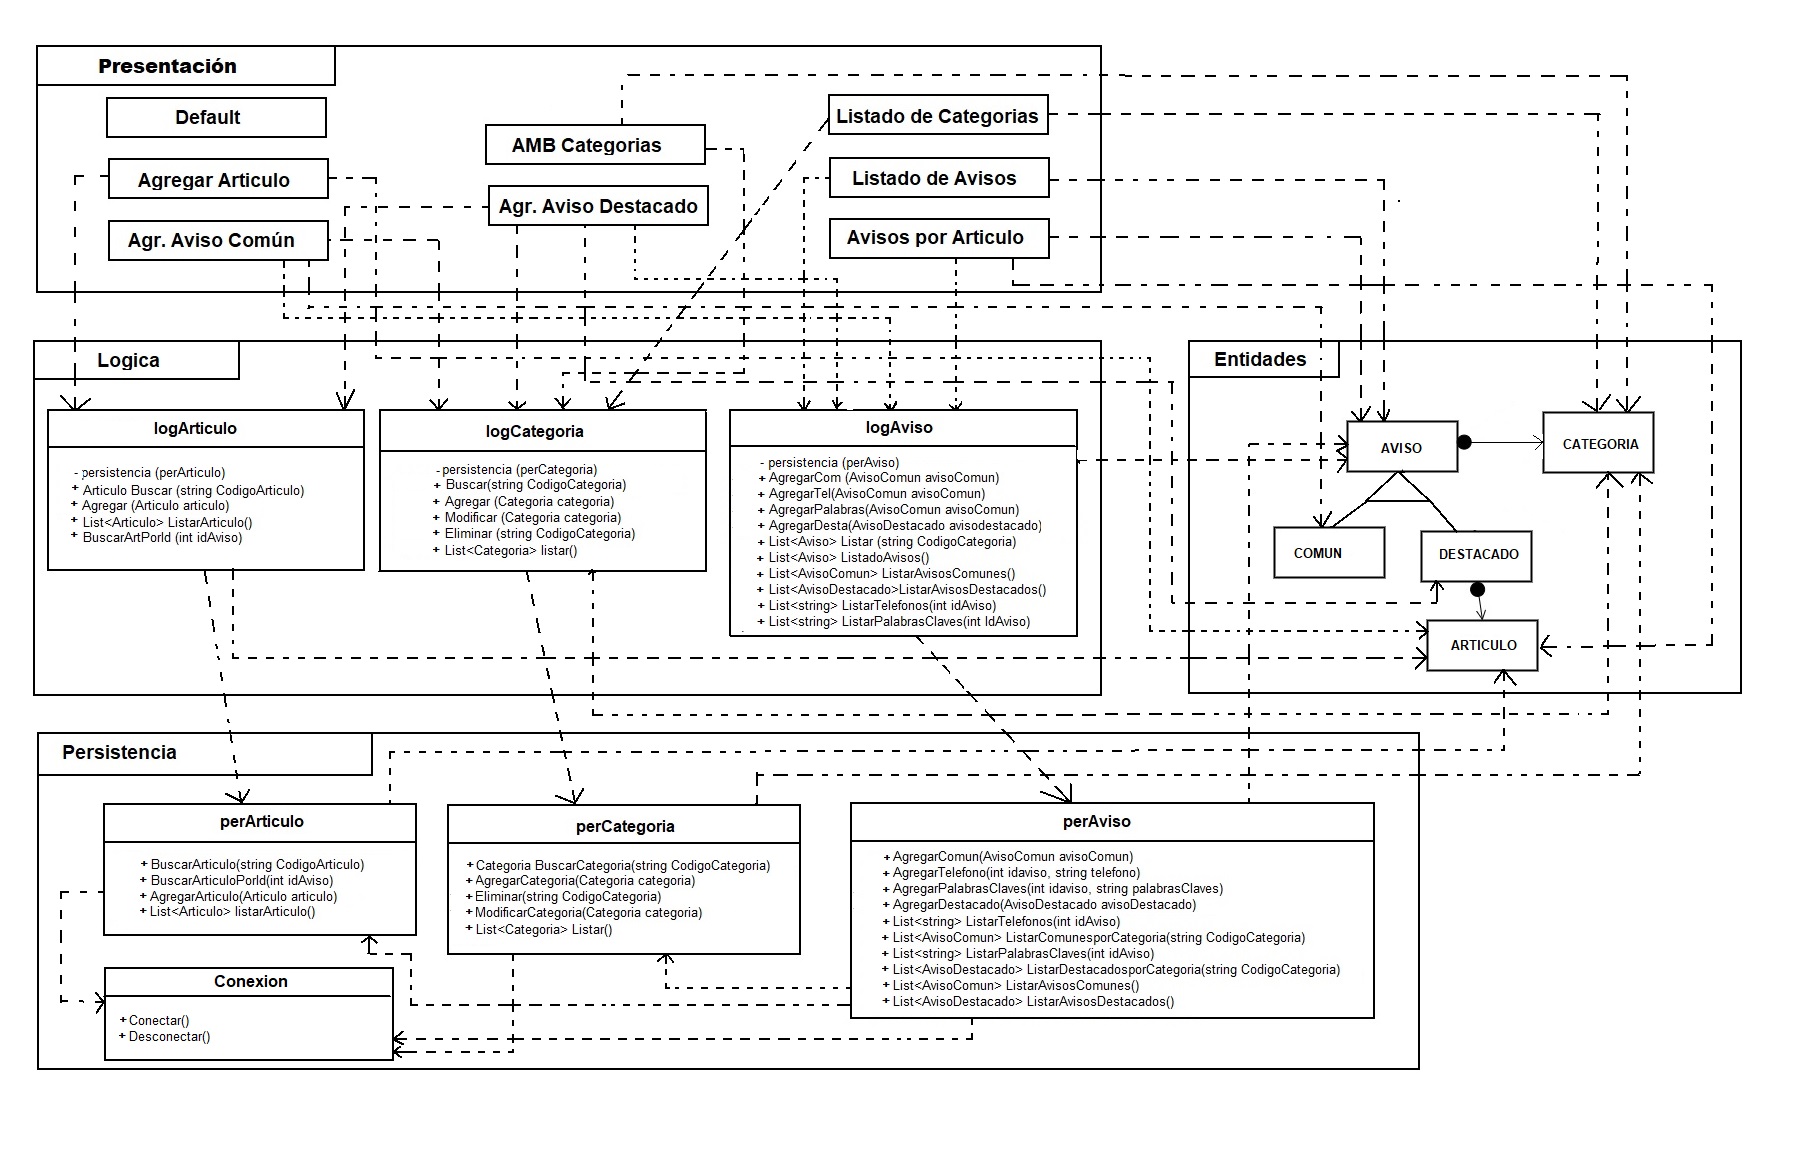 Presentación
Default
Agregar Articulo
Agr. Aviso Común
AMB Categorias
Agr. Aviso Destacado
Listado de Categorias
Listado de Avisos
Avisos por Articulo
Logica
logArticulo
- persistencia (perArticulo)
+ Articulo Buscar (string CodigoArticulo)
+ Agregar (Articulo articulo)
+ List<Articulo> ListarArticulo()
+ BuscarArtPorId (int idAviso)
logCategoria
- persistencia (perCategoria)
+ Buscar(string CodigoCategoria)
+ Agregar (Categoria categoria)
+ Modificar (Categoria categoria)
+ Eliminar (string CodigoCategoria)
+ List<Categoria> listar()
logAviso
- persistencia (perAviso)
+ AgregarCom (AvisoComun avisoComun)
+ AgregarTel(AvisoComun avisoComun)
+ AgregarPalabras(AvisoComun avisoComun)
+ AgregarDesta(AvisoDestacado avisodestacado)
+ List<Aviso> Listar (string CodigoCategoria)
+ List<Aviso> ListadoAvisos()
+ List<AvisoComun> ListarAvisosComunes()
+ List<AvisoDestacado>ListarAvisosDestacados()
+ List<string> ListarTelefonos(int idAviso)
+ List<string> ListarPalabrasClaves(int IdAviso)
Entidades
AVISO
CATEGORIA
COMUN
DESTACADO
ARTICULO
Persistencia
perArticulo
+ BuscarArticulo(string CodigoArticulo)
+ BuscarArticuloPorId(int idAviso)
+ AgregarArticulo(Articulo articulo)
+ List<Articulo> listarArticulo()
perCategoria
+ Categoria BuscarCategoria(string CodigoCategoria)
+ AgregarCategoria(Categoria categoria)
+ Eliminar(string CodigoCategoria)
+ ModificarCategoria(Categoria categoria)
+ List<Categoria> Listar()
perAviso
+ AgregarComun(AvisoComun avisoComun)
+ AgregarTelefono(int idaviso, string telefono)
+ AgregarPalabrasClaves(int idaviso, string palabrasClaves)
+ AgregarDestacado(AvisoDestacado avisoDestacado)
+ List<string> ListarTelefonos(int idAviso)
+ List<AvisoComun> ListarComunesporCategoria(string CodigoCategoria)
+ List<string> ListarPalabrasClaves(int idAviso)
+ List<AvisoDestacado> ListarDestacadosporCategoria(string CodigoCategoria)
+ List<AvisoComun> ListarAvisosComunes()
+ List<AvisoDestacado> ListarAvisosDestacados()
Conexion
+ Conectar()
+ Desconectar()